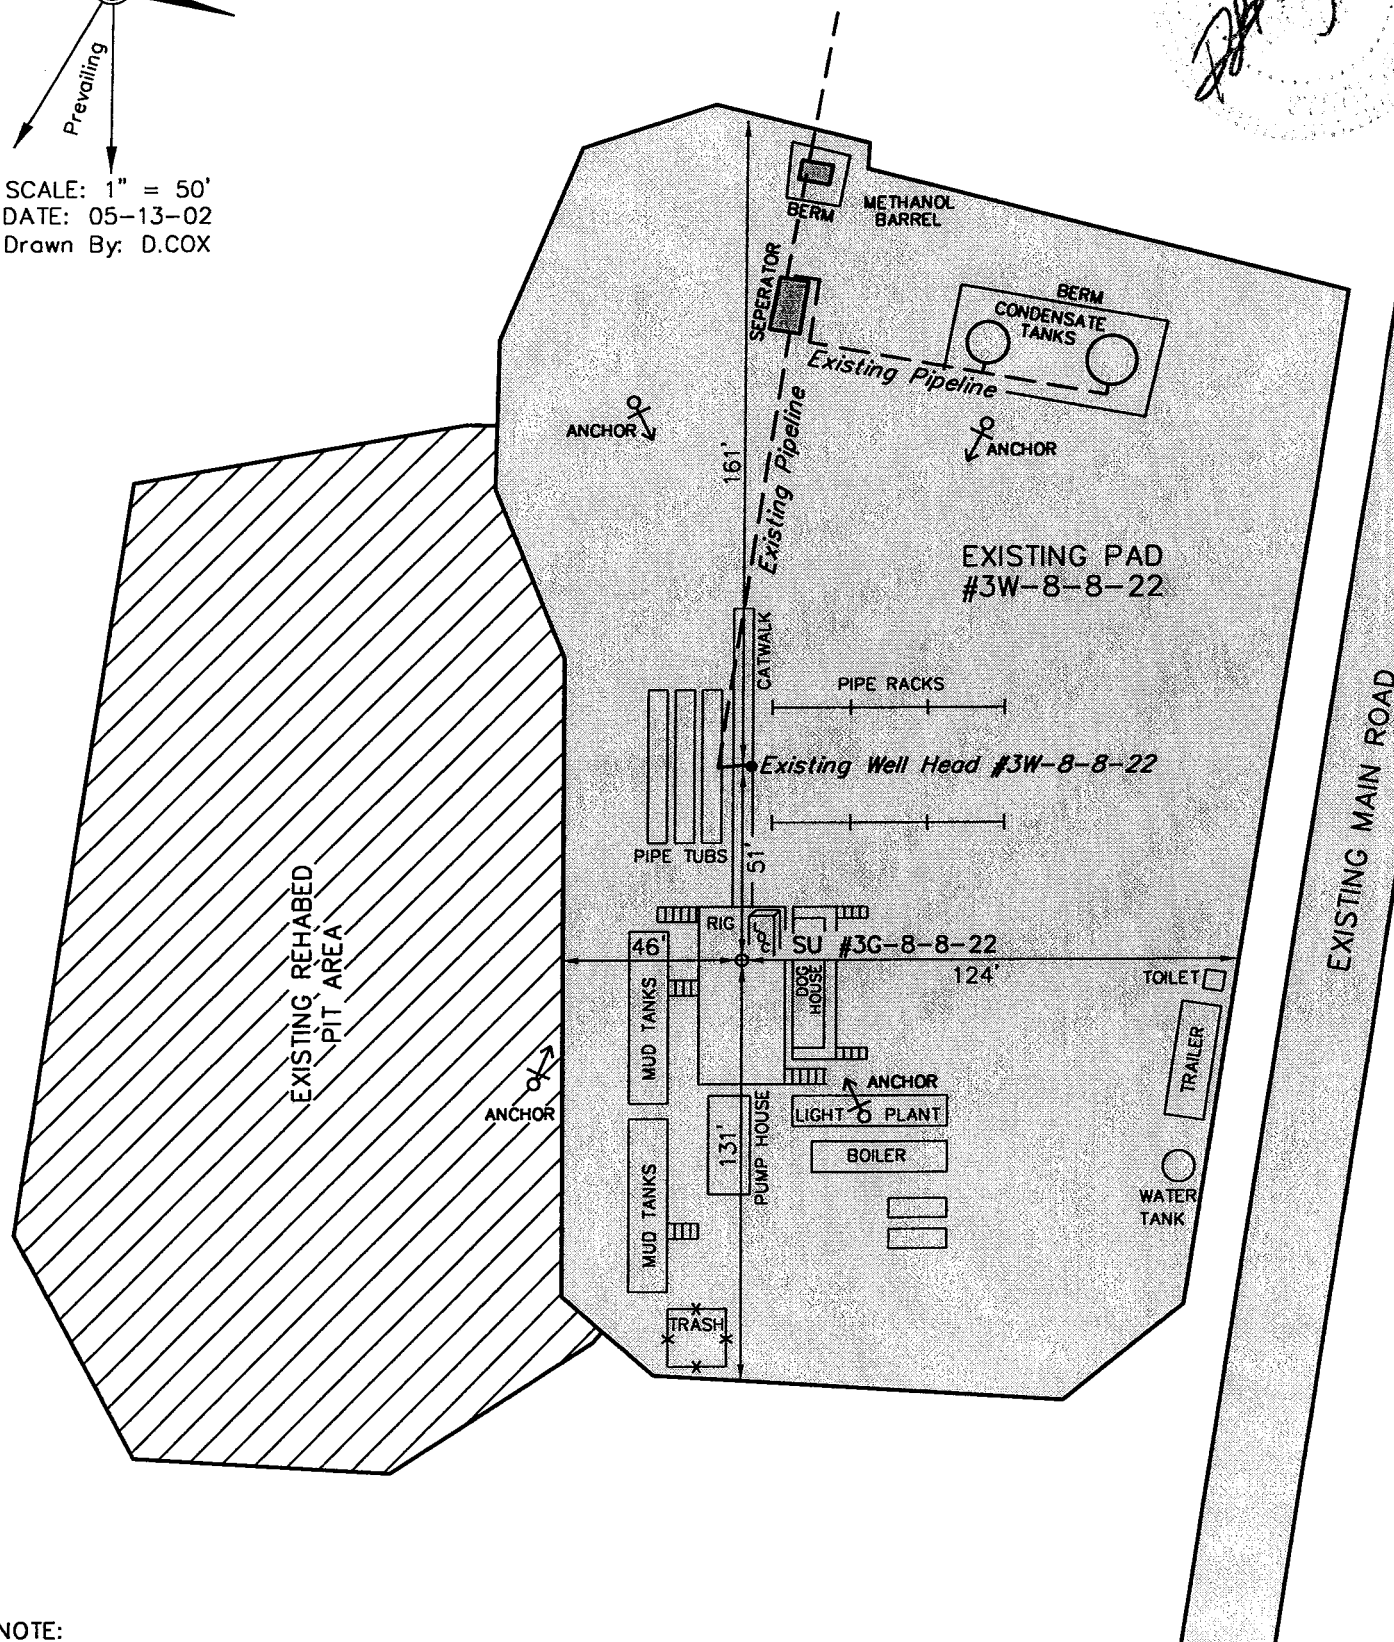 Prevailing
SCALE: 1" = 50'
DATE: 05-13-02
Drawn By: D.COX
BERM
METHANOL
BARREL
SEPERATOR
BERM
CONDENSATE
TANKS
Existing Pipeline
ANCHOR
ANCHOR
161'
Existing Pipeline
EXISTING PAD
#3W-8-8-22
CATWALK
PIPE RACKS
EXISTING MAIN ROAD
Existing Well Head #3W-8-8-22
PIPE TUBS
51'
EXISTING REHABED
PIT AREA
RIG
46'
SU #3G-8-8-22
124'
DOG
HOUSE
TOILET
MUD TANKS
TRAILER
ANCHOR
ANCHOR
LIGHT PLANT
131'
PUMP HOUSE
BOILER
MUD TANKS
WATER
TANK
TRASH
NOTE: